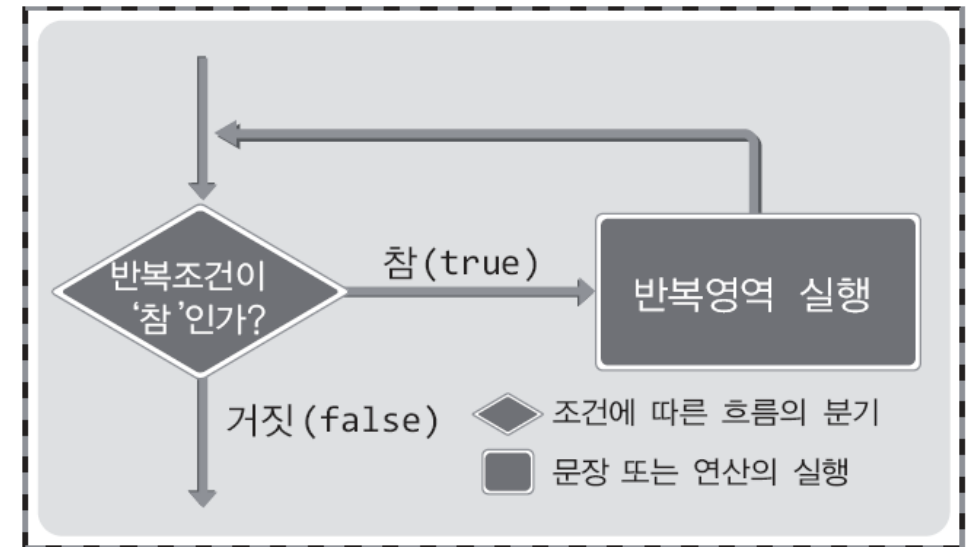 반복조건이
‘참’인가?
참(true)
반복영역 실행
거짓(false)
조건에 따른 흐름의 분기
문장 또는 연산의 실행